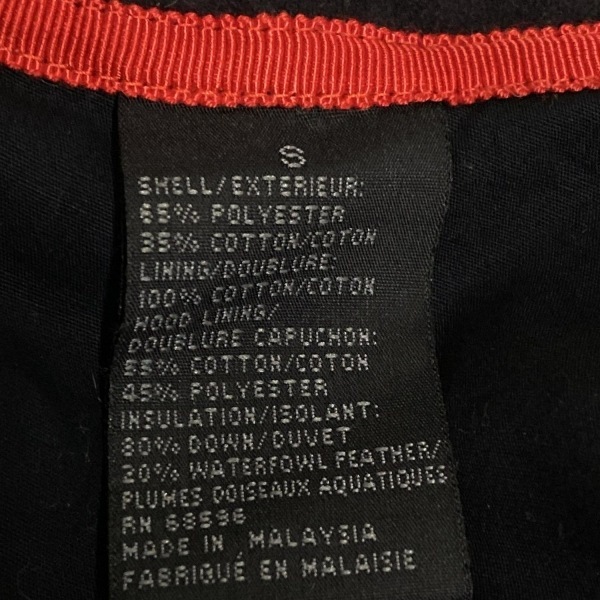 S
SHELL/EXTERIEUR:
65% POLYESTER
35% COTTON/COTON
LINING/DOUBLURE:
100% COTTON/COTON
HOOD LINING/
DOUBLURE CAPUCHON:
55% COTTON/COTON
45% POLYESTER
INSULATION/ISOLANT:
80% DOWN/DUVET
20% WATERFOWL FEATHER/
PLUMES DOISEAUX AQUATIQUES
RN 68596
MADE IN MALAYSIA
FABRIQUÉ EN MALAISIE